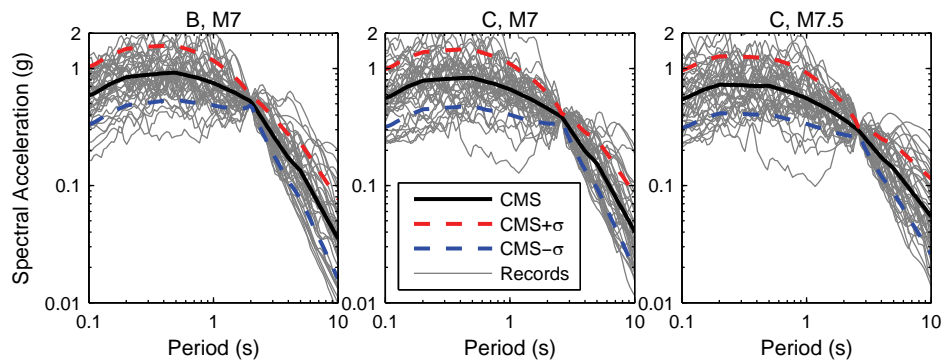 B, M7
C, M7
C, M7.5
Spectral Acceleration (g)
2
1
0.1
0.01
0.1
1
10
Period (s)
2
1
0.1
0.01
0.1
1
10
Period (s)
CMS
CMS+σ
CMS−σ
Records
2
1
0.1
0.01
0.1
1
10
Period (s)